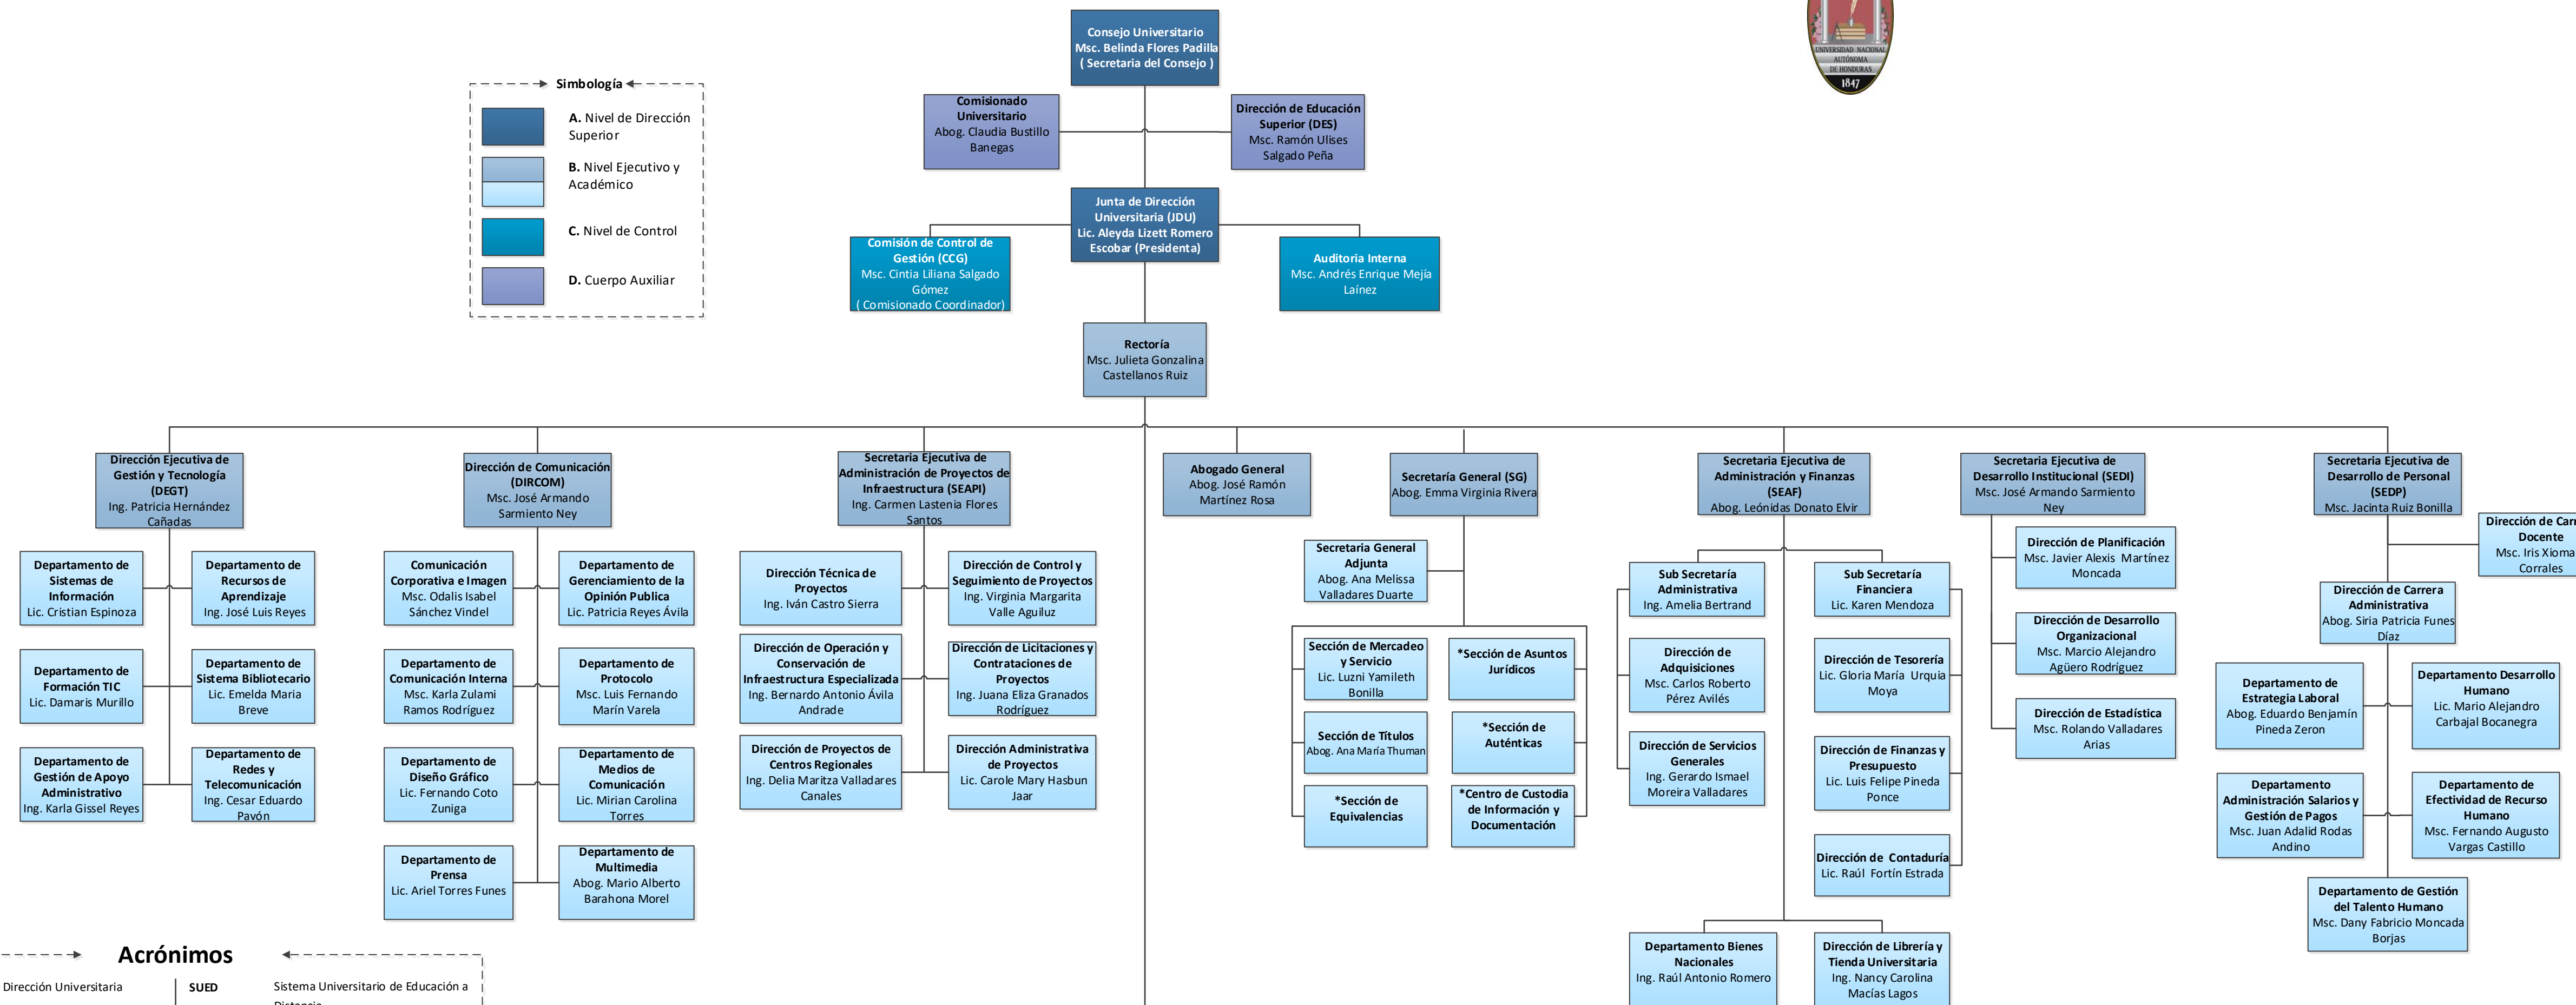 Consejo Universitario
Msc. Belinda Flores Padilla
( Secretaria del Consejo )
UNIVERSIDAD NACIONAL
AUTÓNOMA
DE HONDURAS
1847
Simbología
A. Nivel de Dirección
Superior
B. Nivel Ejecutivo y
Académico
C. Nivel de Control
D. Cuerpo Auxiliar
Comisionado
Universitario
Abog. Claudia Bustillo
Banegas
Dirección de Educación
Superior (DES)
Msc. Ramón Ulises
Salgado Peña
Junta de Dirección
Universitaria (JDU)
Lic. Aleyda Lizett Romero
Escobar (Presidenta)
Comisión de Control de
Gestión (CCG)
Msc. Cintia Liliana Salgado
Gómez
( Comisionado Coordinador)
Auditoria Interna
Msc. Andrés Enrique Mejía
Laínez
Rectoría
Msc. Julieta Gonzalina
Castellanos Ruiz
Dirección Ejecutiva de
Gestión y Tecnología
(DEGT)
Ing. Patricia Hernández
Cañadas
Departamento de
Sistemas de
Información
Lic. Cristian Espinoza
Departamento de
Recursos de
Aprendizaje
Ing. José Luis Reyes
Departamento de
Formación TIC
Lic. Damaris Murillo
Departamento de
Sistema Bibliotecario
Lic. Emelda Maria
Breve
Departamento de
Gestión de Apoyo
Administrativo
Ing. Karla Gissel Reyes
Departamento de
Redes y
Telecomunicación
Ing. Cesar Eduardo
Pavón
Dirección de Comunicación
(DIRCOM)
Msc. José Armando
Sarmiento Ney
Comunicación
Corporativa e Imagen
Msc. Odalis Isabel
Sánchez Vindel
Departamento de
Gerenciamiento de la
Opinión Publica
Lic. Patricia Reyes Ávila
Departamento de
Comunicación Interna
Msc. Karla Zulami
Ramos Rodríguez
Departamento de
Protocolo
Msc. Luis Fernando
Marín Varela
Departamento de
Diseño Gráfico
Lic. Fernando Coto
Zuniga
Departamento de
Medios de
Comunicación
Lic. Mirian Carolina
Torres
Departamento de
Prensa
Lic. Ariel Torres Funes
Departamento de
Multimedia
Abog. Mario Alberto
Barahona Morel
Secretaria Ejecutiva de
Administración de Proyectos de
Infraestructura (SEAPI)
Ing. Carmen Lastenia Flores
Santos
Dirección Técnica de
Proyectos
Ing. Iván Castro Sierra
Dirección de Control y
Seguimiento de Proyectos
Ing. Virginia Margarita
Valle Aguiluz
Dirección de Operación y
Conservación de
Infraestructura Especializada
Ing. Bernardo Antonio Ávila
Andrade
Dirección de Licitaciones y
Contrataciones de
Proyectos
Ing. Juana Eliza Granados
Rodríguez
Dirección de Proyectos de
Centros Regionales
Ing. Delia Maritza Valladares
Canales
Dirección Administrativa
de Proyectos
Lic. Carole Mary Hasbun
Jaar
Abogado General
Abog. José Ramón
Martínez Rosa
Secretaría General (SG)
Abog. Emma Virginia Rivera
Secretaria General
Adjunta
Abog. Ana Melissa
Valladares Duarte
Sección de Mercadeo
y Servicio
Lic. Luzni Yamileth
Bonilla
*Sección de Asuntos
Jurídicos
Sección de Títulos
Abog. Ana María Thuman
*Sección de
Auténticas
*Sección de
Equivalencias
*Centro de Custodia
de Información y
Documentación
Secretaria Ejecutiva de
Administración y Finanzas
(SEAF)
Abog. Leónidas Donato Elvir
Sub Secretaría
Administrativa
Ing. Amelia Bertrand
Sub Secretaría
Financiera
Lic. Karen Mendoza
Dirección de
Adquisiciones
Msc. Carlos Roberto
Pérez Avilés
Dirección de Tesorería
Lic. Gloria María Urquia
Moya
Dirección de Servicios
Generales
Ing. Gerardo Ismael
Moreira Valladares
Dirección de Finanzas y
Presupuesto
Lic. Luis Felipe Pineda
Ponce
Dirección de Contaduría
Lic. Raúl Fortín Estrada
Departamento Bienes
Nacionales
Ing. Raúl Antonio Romero
Dirección de Librería y
Tienda Universitaria
Ing. Nancy Carolina
Macías Lagos
Secretaria Ejecutiva de
Desarrollo Institucional (SEDI)
Msc. José Armando Sarmiento
Ney
Dirección de Planificación
Msc. Javier Alexis Martínez
Moncada
Dirección de Desarrollo
Organizacional
Msc. Marcio Alejandro
Agüero Rodríguez
Dirección de Estadística
Msc. Rolando Valladares
Arias
Secretaria Ejecutiva de
Desarrollo de Personal
(SEDP)
Msc. Jacinta Ruiz Bonilla
Dirección de Carr
Docente
Msc. Iris Xioma
Corrales
Dirección de Carrera
Administrativa
Abog. Siria Patricia Funes
Díaz
Departamento de
Estrategia Laboral
Abog. Eduardo Benjamín
Pineda Zeron
Departamento Desarrollo
Humano
Lic. Mario Alejandro
Carbajal Bocanegra
Departamento
Administración Salarios y
Gestión de Pagos
Msc. Juan Adalid Rodas
Andino
Departamento de
Efectividad de Recurso
Humano
Msc. Fernando Augusto
Vargas Castillo
Departamento de Gestión
del Talento Humano
Msc. Dany Fabricio Moncada
Borjas
Acrónimos
Dirección Universitaria
SUED
Sistema Universitario de Educación a